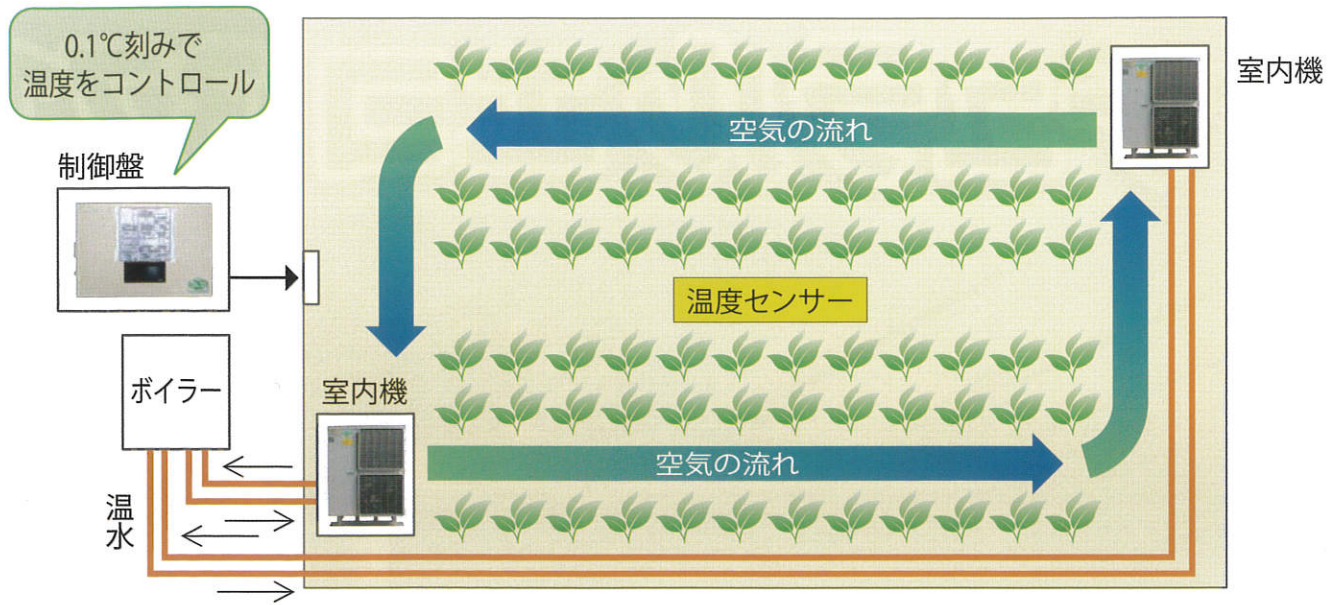 0.1℃刻みで
温度をコントロール
制御盤
室内機
空気の流れ
温度センサー
ボイラー
室内機
空気の流れ
温水